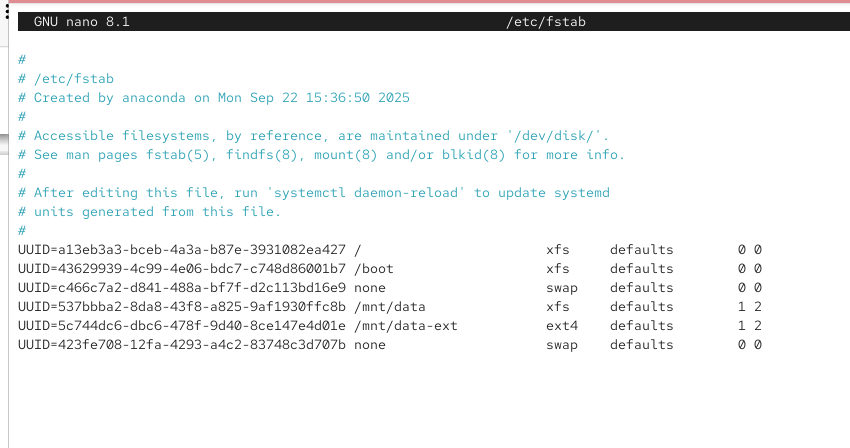 GNU nano 8.1 /etc/fstab
#
# /etc/fstab
# Created by anaconda on Mon Sep 22 15:36:50 2025
#
# Accessible filesystems, by reference, are maintained under '/dev/disk/'.
# See man pages fstab(5), findfs(8), mount(8) and/or blkid(8) for more info.
#
# After editing this file, run 'systemctl daemon-reload' to update systemd
# units generated from this file.
#
UUID=a13eb3a3-bceb-4a3a-b87e-3931082ea427 / xfs defaults 0 0
UUID=43629939-4c99-4e06-bdc7-c748d86001b7 /boot xfs defaults 0 0
UUID=c466c7a2-d841-488a-bf7f-d2c113bd16e9 none swap defaults 0 0
UUID=537bbba2-8da8-43f8-a825-9af1930ffc8b /mnt/data xfs defaults 1 2
UUID=5c744dc6-dbc6-478f-9d40-8ce147e4d01e /mnt/data-ext ext4 defaults 1 2
UUID=423fe708-12fa-4293-a4c2-83748c3d707b none swap defaults 0 0